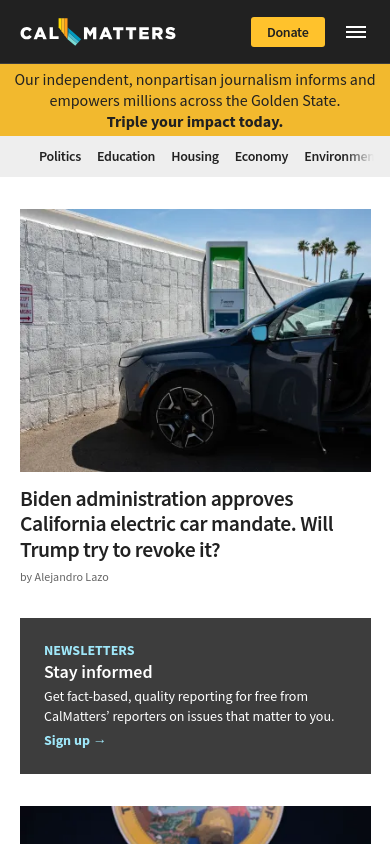 CALMATTERS
Donate
Our independent, nonpartisan journalism informs and
empowers millions across the Golden State.
Triple your impact today.
Politics Education Housing Economy
Biden administration approves
California electric car mandate. Will
Trump try to revoke it?
by Alejandro Lazo
NEWSLETTERS
Stay informed
Get fact-based, quality reporting for free from
CalMatters’ reporters on issues that matter to you.
Sign up →